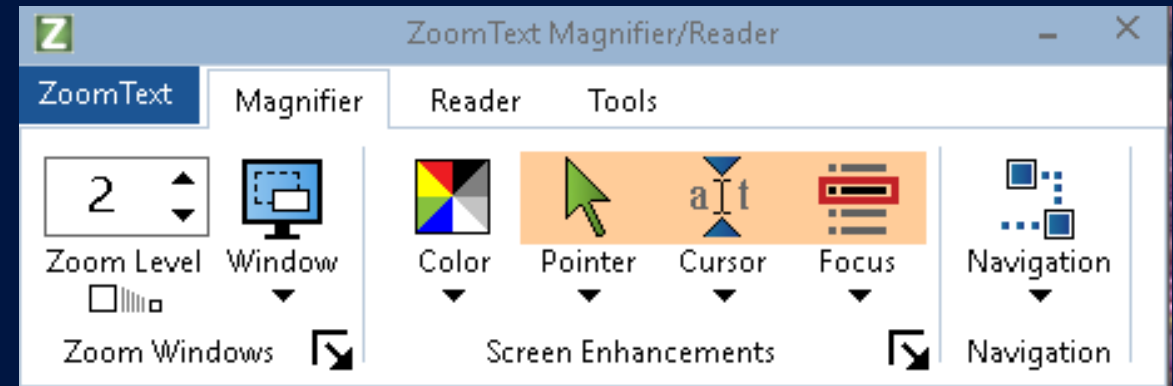 Z ZoomText Magnifier/Reader
ZoomText Magnifier Reader Tools
2 a t
Zoom Level Window Color Pointer Cursor Focus Navigation
Zoom Windows Screen Enhancements Navigation